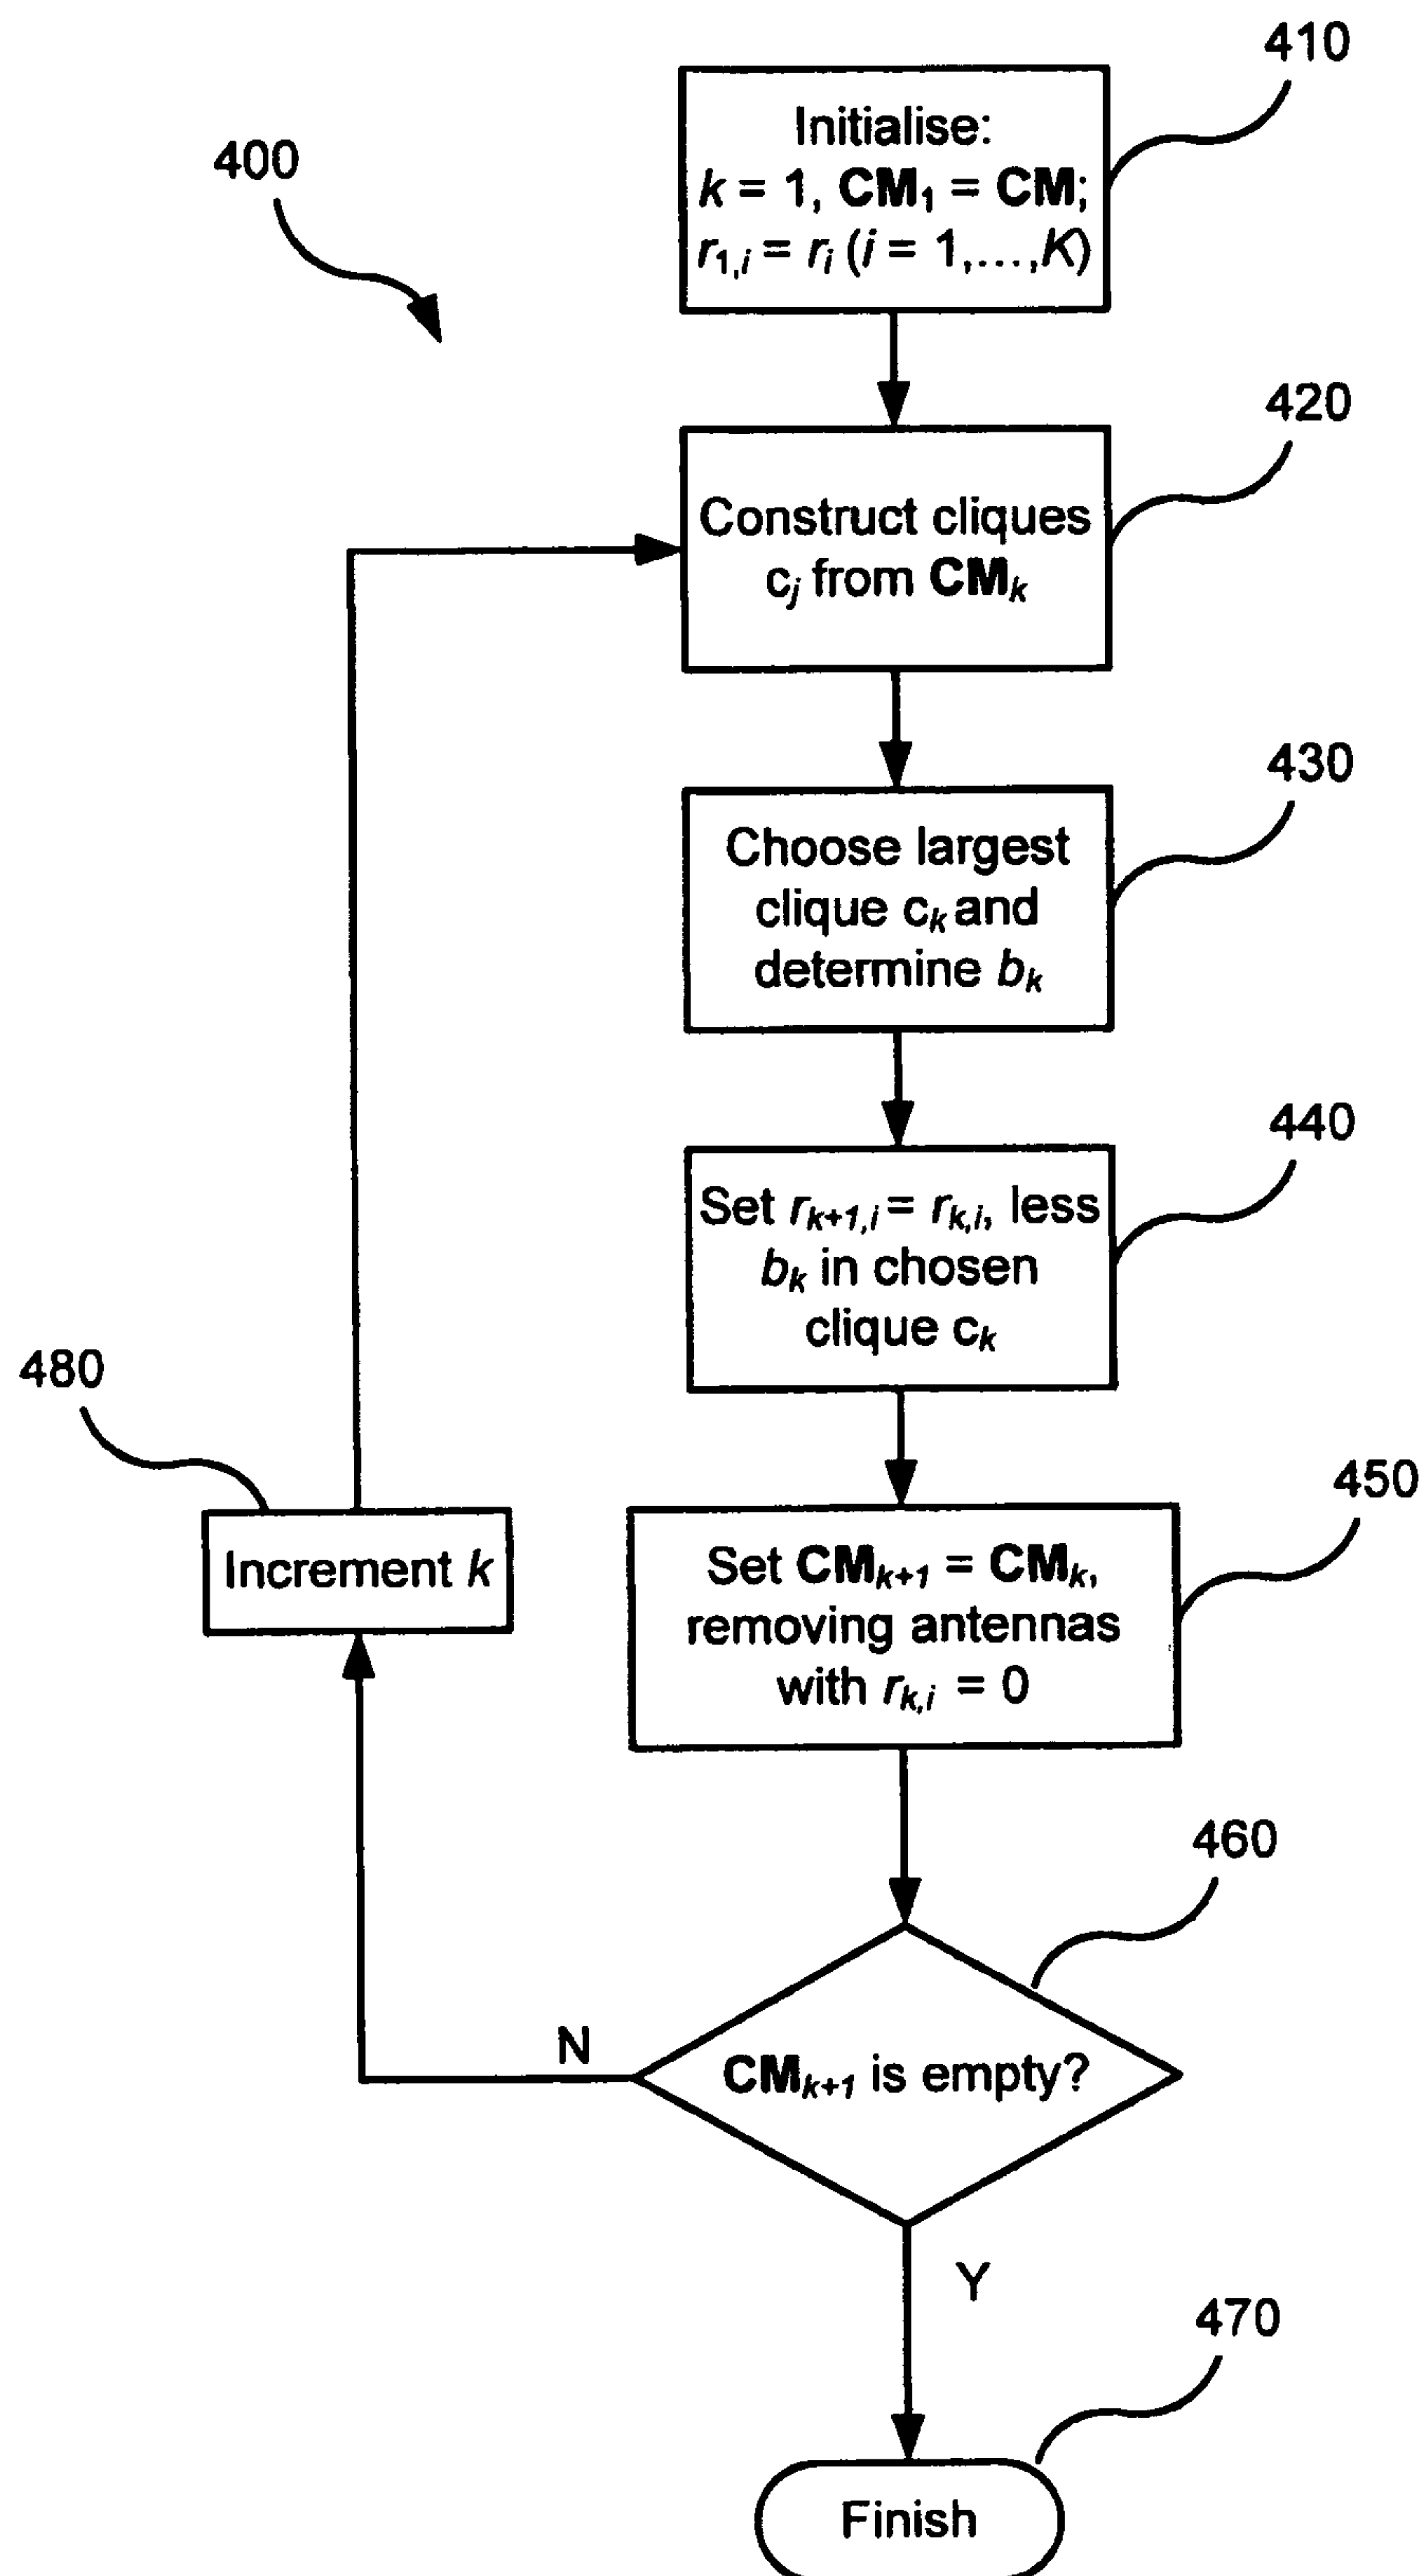 410
Initialise:
k = 1, CM₁ = CM;
r₁,ᵢ = rᵢ (i = 1,...,K)
400
420
Construct cliques
cⱼ from CMₖ
430
Choose largest
clique cₖ and
determine bₖ
440
Set rₖ₊₁,ᵢ = rₖ,ᵢ, less
bₖ in chosen
clique cₖ
450
480
Increment k
Set CMₖ₊₁ = CMₖ,
removing antennas
with rₖ,ᵢ = 0
460
N
CMₖ₊₁ is empty?
Y
470
Finish